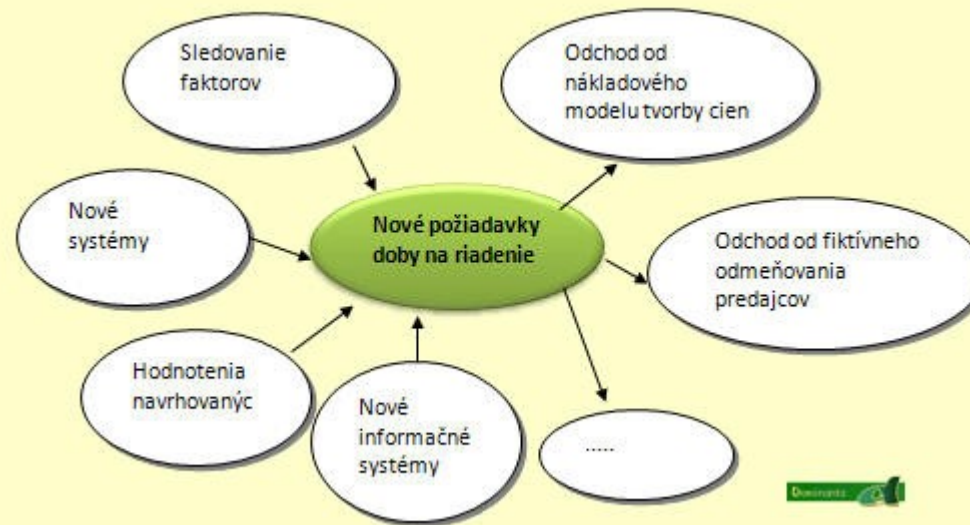 Sledovanie
faktorov
Odchod od
nákladového
modelu tvorby cien
Nové
systémy
Nové požiadavky
doby na riadenie
Odchod od fiktívneho
odmeňovania
predajcov
Hodnotenia
navrhovanýc
Nové
informačné
systémy
.....